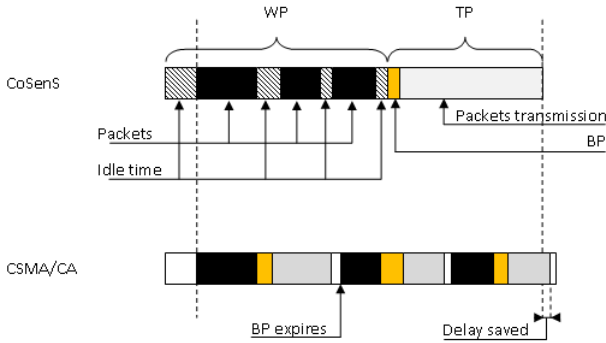 WP TP
CoSenS
Packets transmission
Packets
BP
Idle time
CSMA/CA
BP expires Delay saved